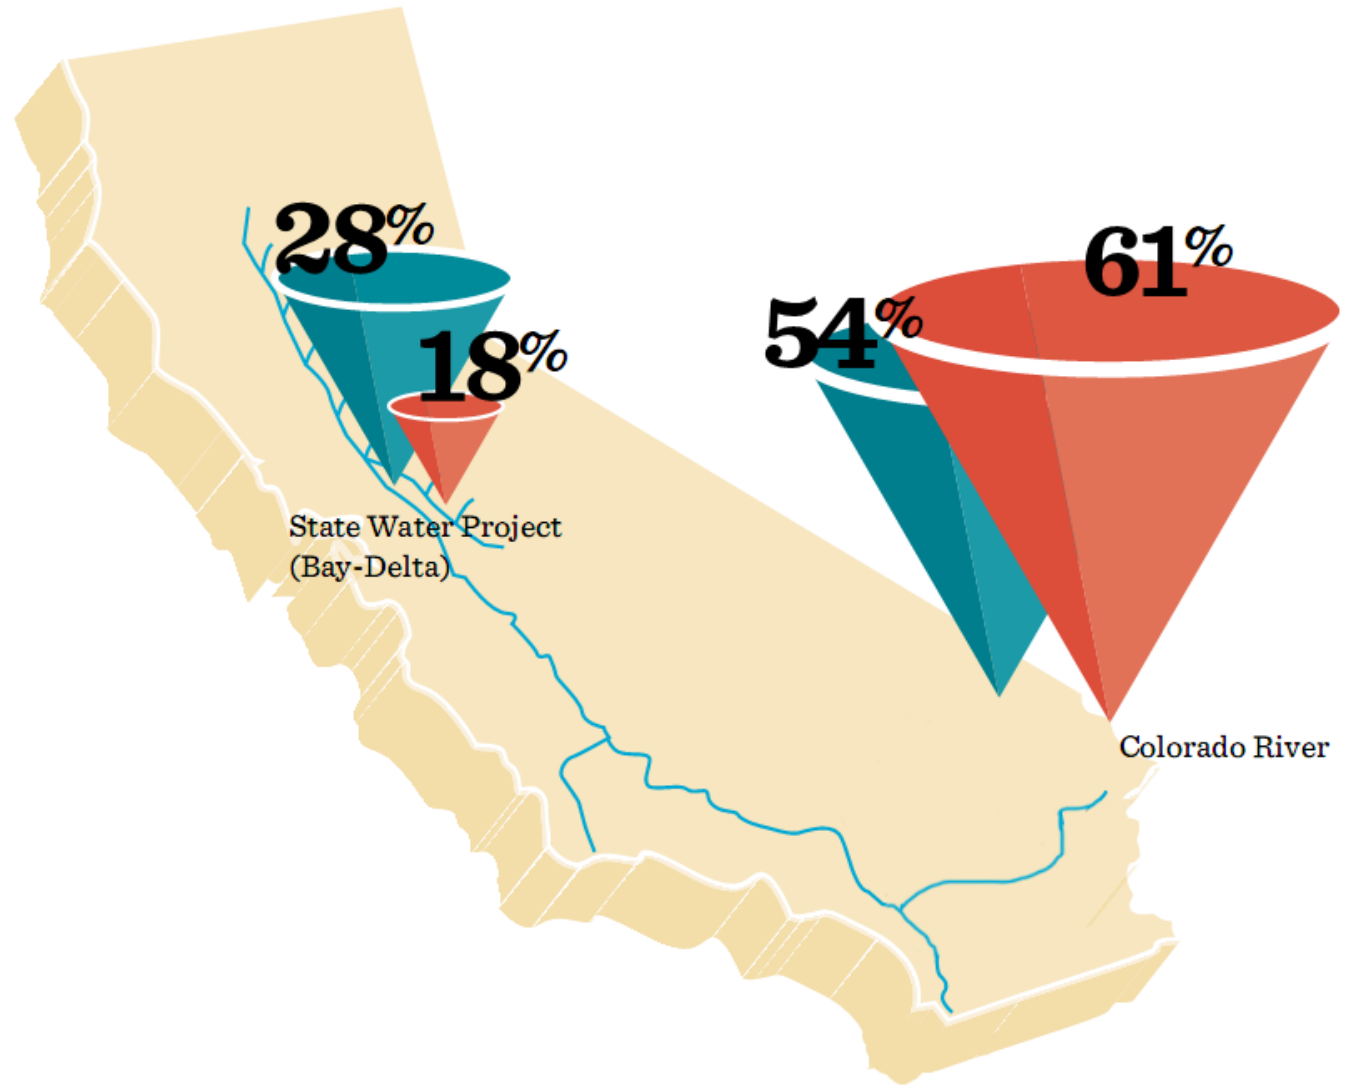 28%
18%
State Water Project
(Bay-Delta)
54%
61%
Colorado River